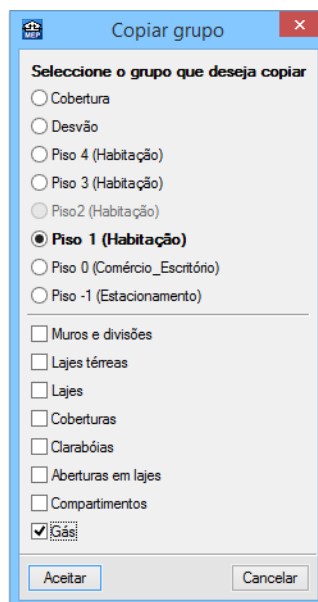 MEP
Copiar grupo
Seleccione o grupo que deseja copiar
Cobertura
Desvão
Piso 4 (Habitação)
Piso 3 (Habitação)
Piso2 (Habitação)
Piso 1 (Habitação)
Piso 0 (Comércio_Escritório)
Piso -1 (Estacionamento)
Muros e divisões
Lajes térreas
Lajes
Coberturas
Clarabóias
Aberturas em lajes
Compartimentos
Gás
Aceitar
Cancelar